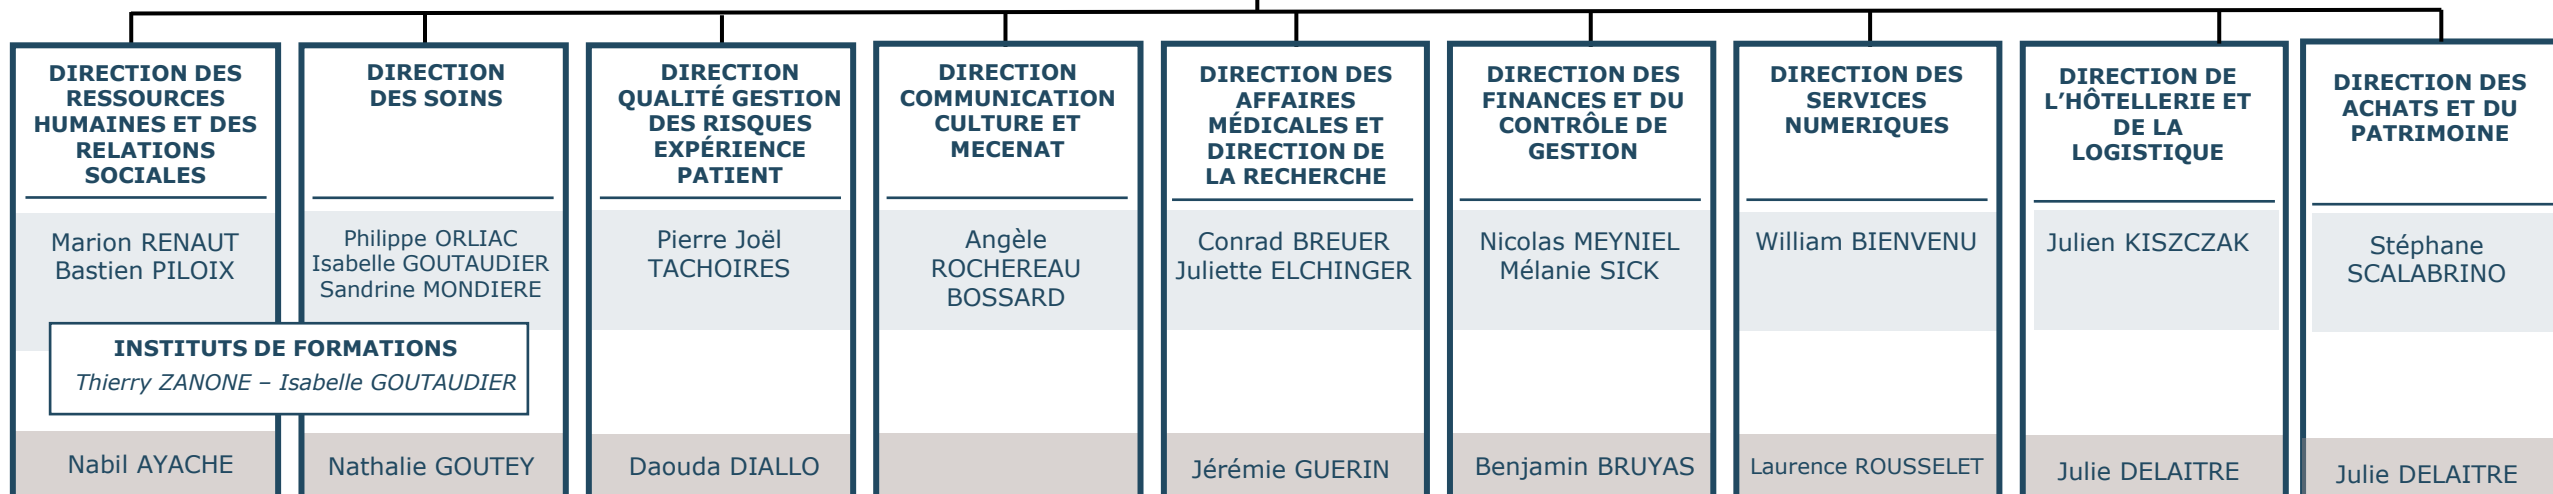 DIRECTION DES
RESSOURCES
HUMAINES ET DES
RELATIONS
SOCIALES
Marion RENAUT
Bastien PILOIX
DIRECTION
DES SOINS
Philippe ORLIAC
Isabelle GOUTAUDIER
Sandrine MONDIERE
INSTITUTS DE FORMATIONS
Thierry ZANONE – Isabelle GOUTAUDIER
Nabil AYACHE
Nathalie GOUTEY
DIRECTION
QUALITÉ GESTION
DES RISQUES
EXPÉRIENCE
PATIENT
Pierre Joël
TACHOIRES
Daouda DIALLO
DIRECTION
COMMUNICATION
CULTURE ET
MECENAT
Angèle
ROCHEREAU
BOSSARD
DIRECTION DES
AFFAIRES
MÉDICALES ET
DIRECTION DE
LA RECHERCHE
Conrad BREUER
Juliette ELCHINGER
Jérémie GUERIN
DIRECTION DES
FINANCES ET DU
CONTRÔLE DE
GESTION
Nicolas MEYNIEL
Mélanie SICK
Benjamin BRUYAS
DIRECTION DES
SERVICES
NUMERIQUES
William BIENVENU
Laurence ROUSSELET
DIRECTION DE
L’HÔTELLERIE ET
DE LA
LOGISTIQUE
Julien KISZCZAK
Julie DELAITRE
DIRECTION DES
ACHATS ET DU
PATRIMOINE
Stéphane
SCALABRINO
Julie DELAITRE